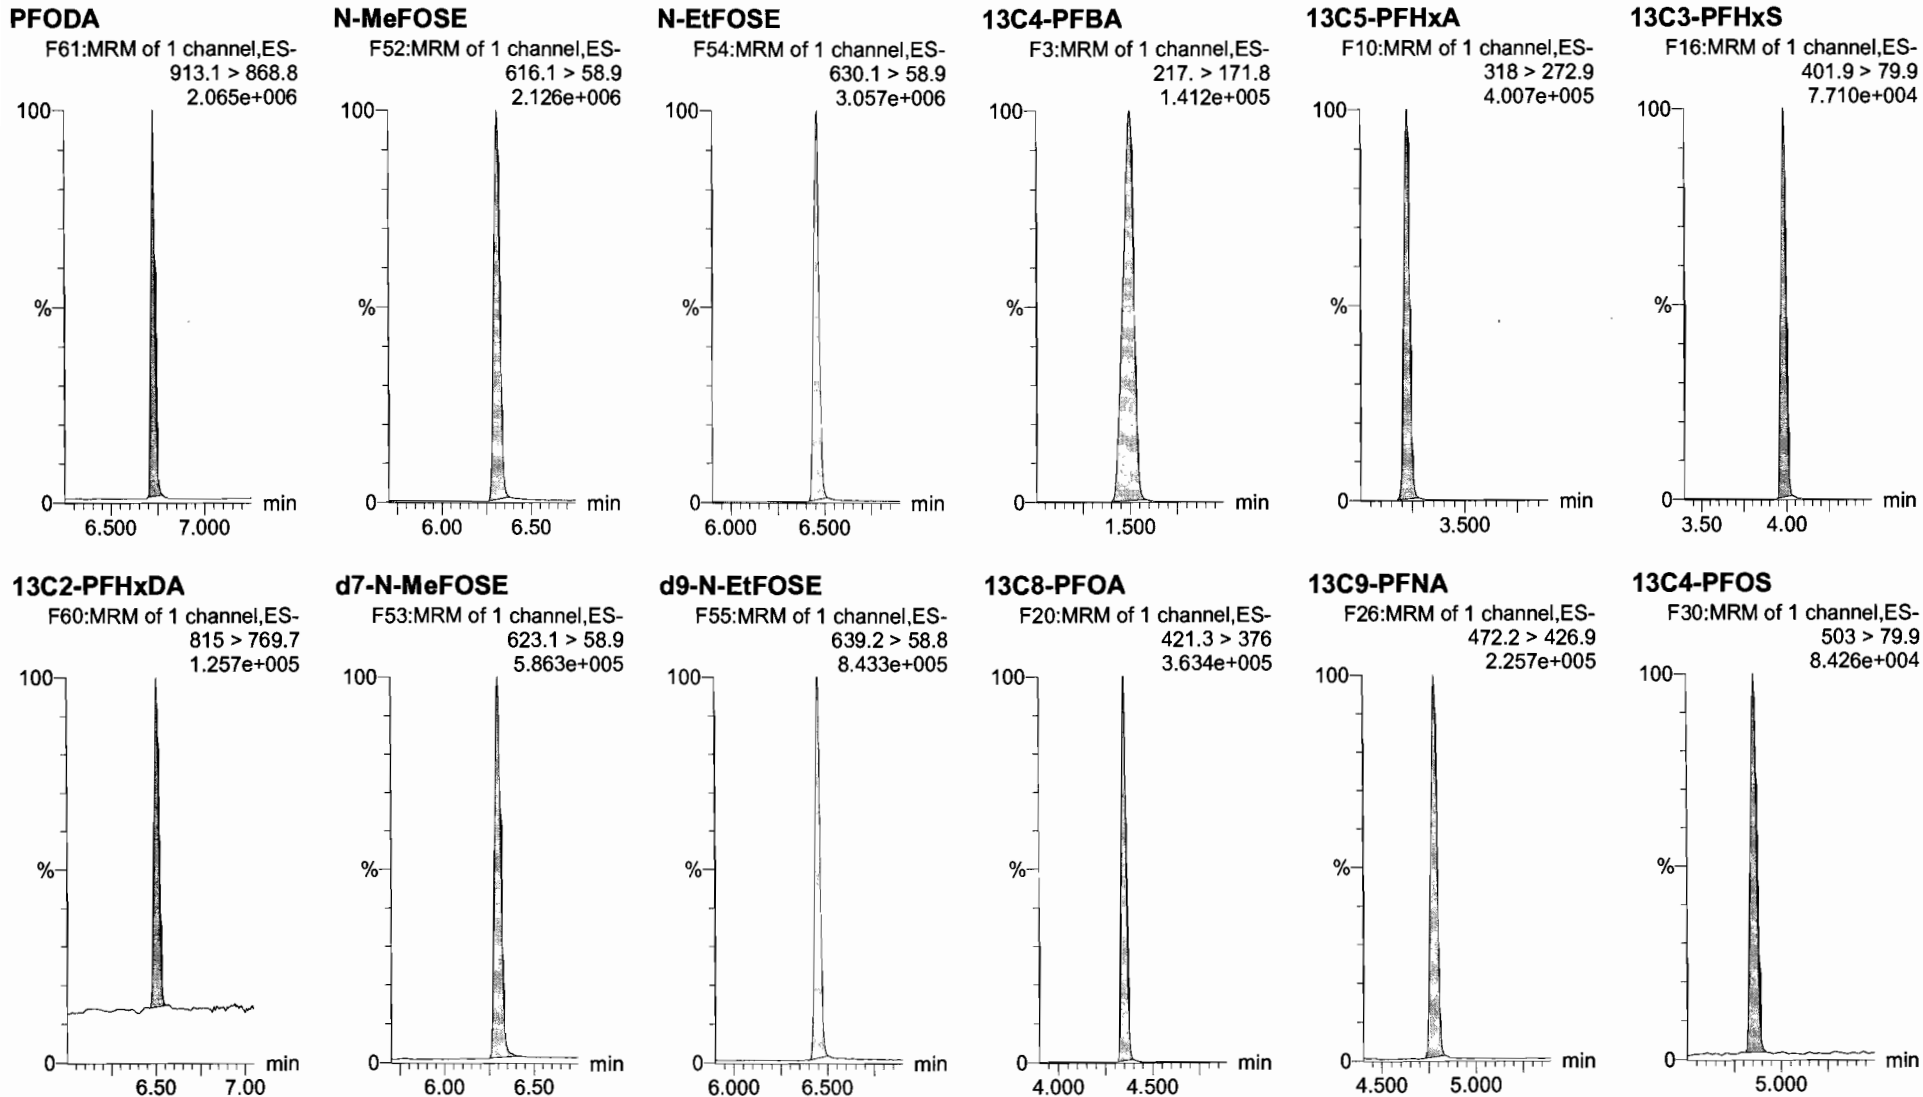 PFODA
F61:MRM of 1 channel,ES-
913.1 > 868.8
2.065e+006
100
%
0
min
6.500 7.000
N-MeFOSE
F52:MRM of 1 channel,ES-
616.1 > 58.9
2.126e+006
100
%
0
min
6.00 6.50
N-EtFOSE
F54:MRM of 1 channel,ES-
630.1 > 58.9
3.057e+006
100
%
0
min
6.000 6.500
13C4-PFBA
F3:MRM of 1 channel,ES-
217. > 171.8
1.412e+005
100
%
0
min
1.500
13C5-PFHxA
F10:MRM of 1 channel,ES-
318 > 272.9
4.007e+005
100
%
0
min
3.500
13C3-PFHxS
F16:MRM of 1 channel,ES-
401.9 > 79.9
7.710e+004
100
%
0
min
3.50 4.00
13C2-PFHxDA
F60:MRM of 1 channel,ES-
815 > 769.7
1.257e+005
100
%
0
min
6.50 7.00
d7-N-MeFOSE
F53:MRM of 1 channel,ES-
623.1 > 58.9
5.863e+005
100
%
0
min
6.00 6.50
d9-N-EtFOSE
F55:MRM of 1 channel,ES-
639.2 > 58.8
8.433e+005
100
%
0
min
6.000 6.500
13C8-PFOA
F20:MRM of 1 channel,ES-
421.3 > 376
3.634e+005
100
%
0
min
4.000 4.500
13C9-PFNA
F26:MRM of 1 channel,ES-
472.2 > 426.9
2.257e+005
100
%
0
min
4.500 5.000
13C4-PFOS
F30:MRM of 1 channel,ES-
503 > 79.9
8.426e+004
100
%
0
min
5.000